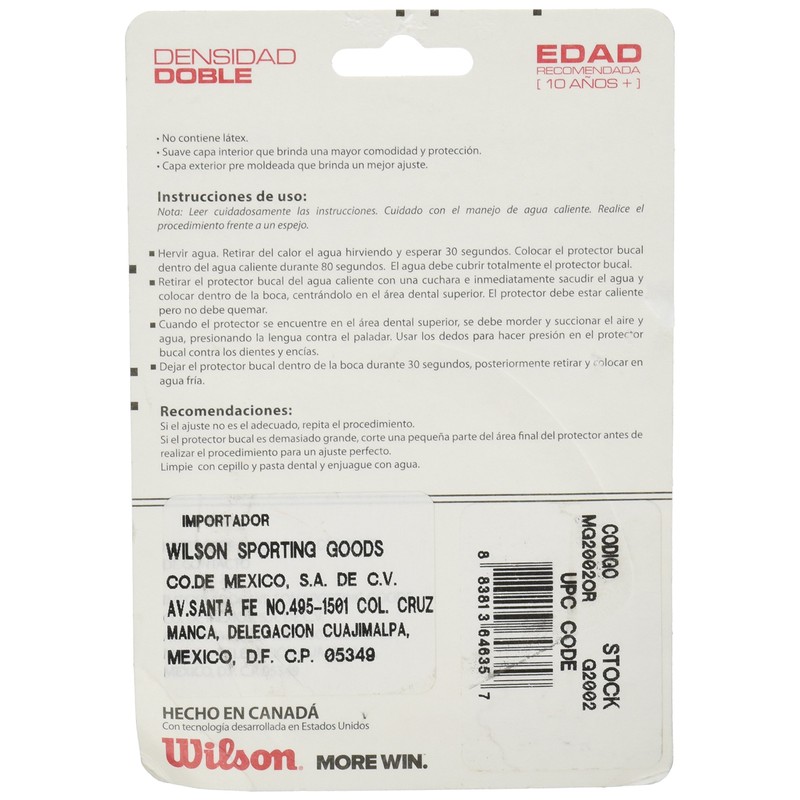 DENSIDAD
DOBLE
EDAD
RECOMENDADA
[ 10 AÑOS + ]
• No contiene látex.
• Suave capa interior que brinda una mayor comodidad y protección.
• Capa exterior pre moldeada que brinda un mejor ajuste.
Instrucciones de uso:
Nota: Leer cuidadosamente las instrucciones. Cuidado con el manejo de agua caliente. Realice el
procedimiento frente a un espejo.
■ Hervir agua. Retirar del calor el agua hirviendo y esperar 30 segundos. Colocar el protector bucal
dentro del agua caliente durante 80 segundos. El agua debe cubrir totalmente el protector bucal.
■ Retirar el protector bucal del agua caliente con una cuchara e inmediatamente sacudir el agua y
colocar dentro de la boca, centrándolo en el área dental superior. El protector debe estar caliente
pero no debe quemar.
■ Cuando el protector se encuentre en el área dental superior, se debe morder y succionar el aire y
agua, presionando la lengua contra el paladar. Usar los dedos para hacer presión en el protector
bucal contra los dientes y encías.
■ Dejar el protector bucal dentro de la boca durante 30 segundos, posteriormente retirar y colocar en
agua fría.
Recomendaciones:
Si el ajuste no es el adecuado, repita el procedimiento.
Si el protector bucal es demasiado grande, corte una pequeña parte del área final del protector antes de
realizar el procedimiento para un ajuste perfecto.
Limpie con cepillo y pasta dental y enjuague con agua.
IMPORTADOR
WILSON SPORTING GOODS
CO.DE MEXICO, S.A. DE C.V.
AV.SANTA FE NO.495-1501 COL. CRUZ
MANCA, DELEGACION CUAJIMALPA,
MEXICO, D.F. C.P. 05349
CODIGO STOCK
MG2002OR G2002
UPC CODE
8 83813 64635 7
HECHO EN CANADÁ
Con tecnología desarrollada en Estados Unidos
Wilson. MORE WIN.